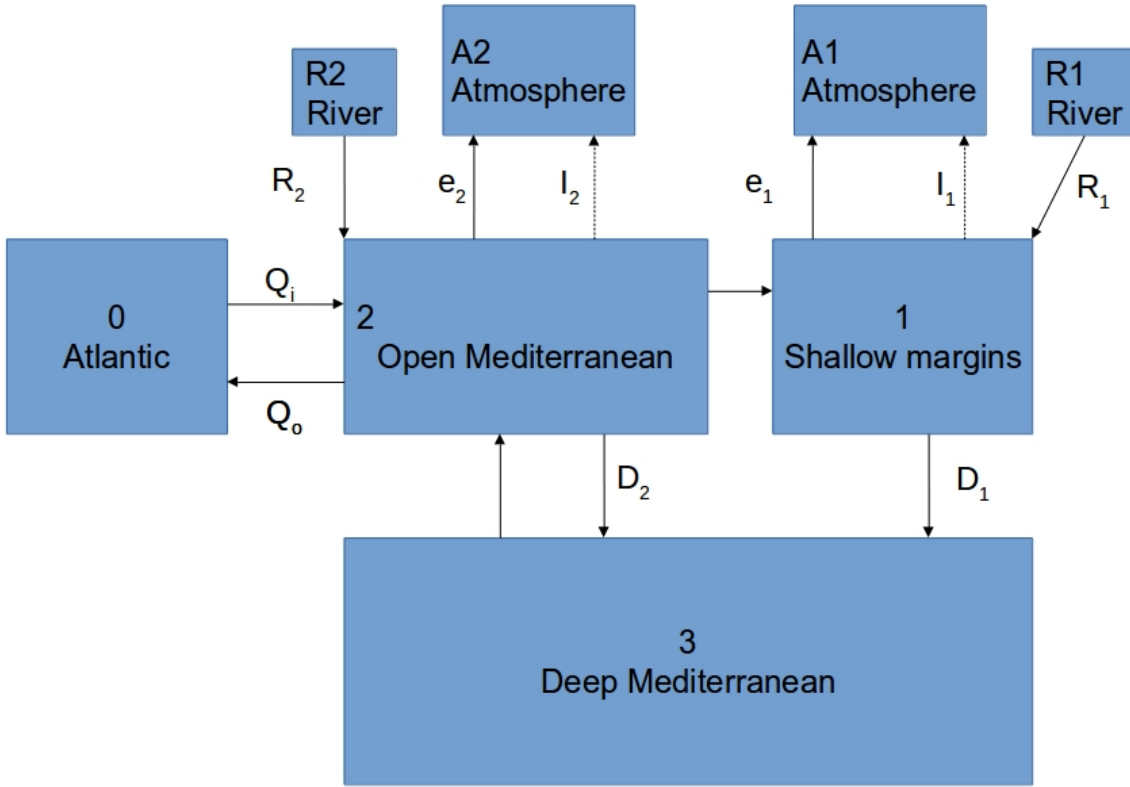 R2
River
A2
Atmosphere
A1
Atmosphere
R1
River
R₂
e₂
I₂
e₁
I₁
R₁
0
Atlantic
Qᵢ
Qₒ
2
Open Mediterranean
1
Shallow margins
D₂
D₁
3
Deep Mediterranean